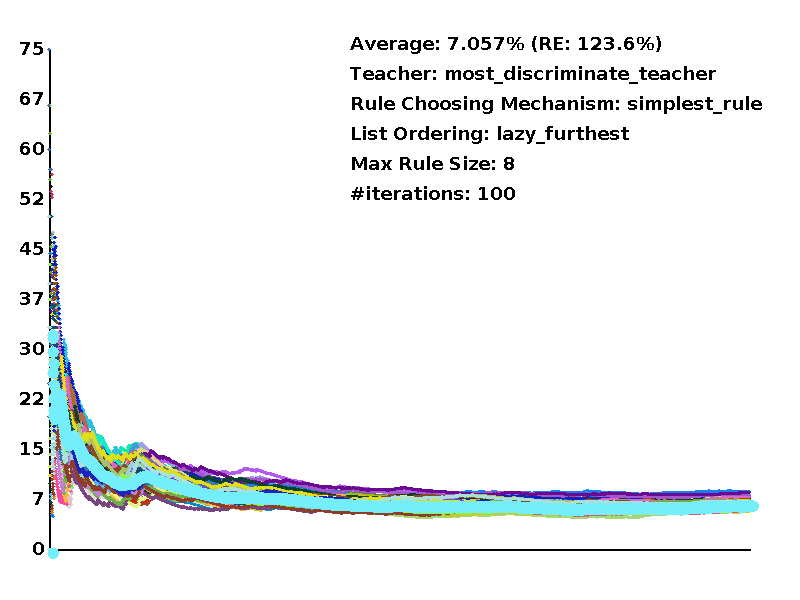 Average: 7.057% (RE: 123.6%)
Teacher: most_discriminate_teacher
Rule Choosing Mechanism: simplest_rule
List Ordering: lazy_furthest
Max Rule Size: 8
#iterations: 100
75
67
60
52
45
37
30
22
15
7
0